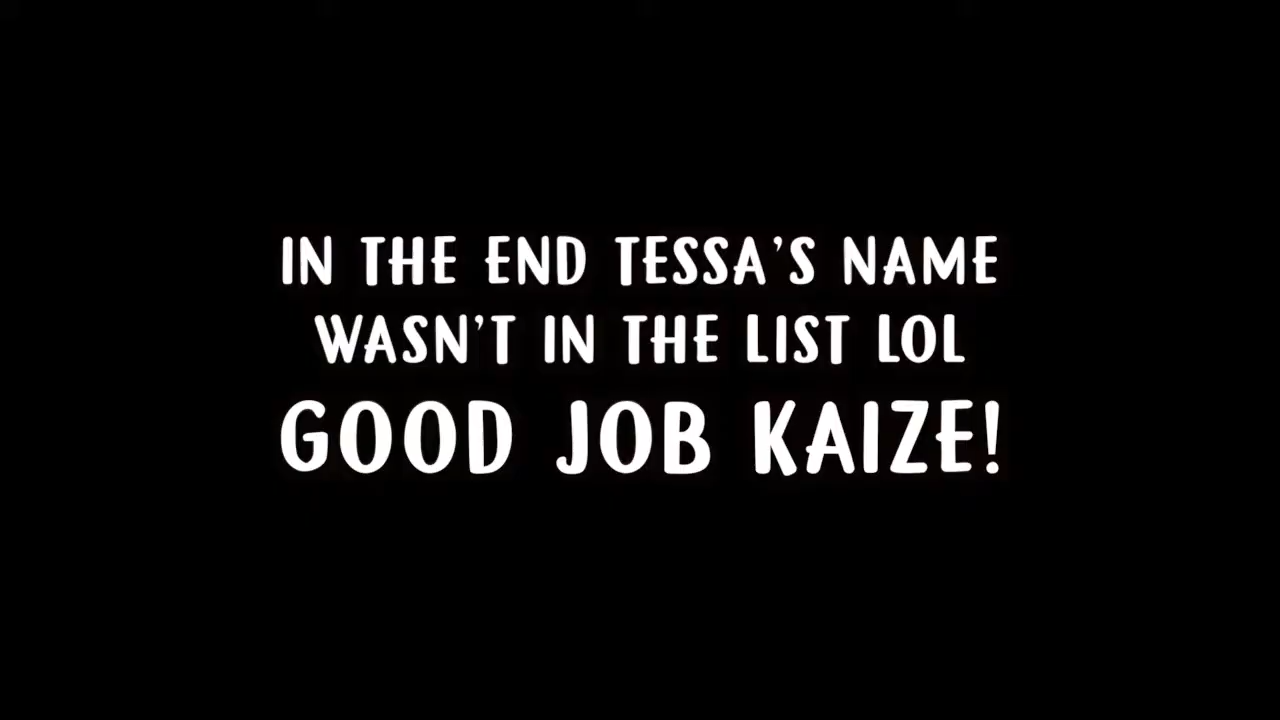 IN THE END TESSA'S NAME
WASN'T IN THE LIST LOL
GOOD JOB KAIZE!